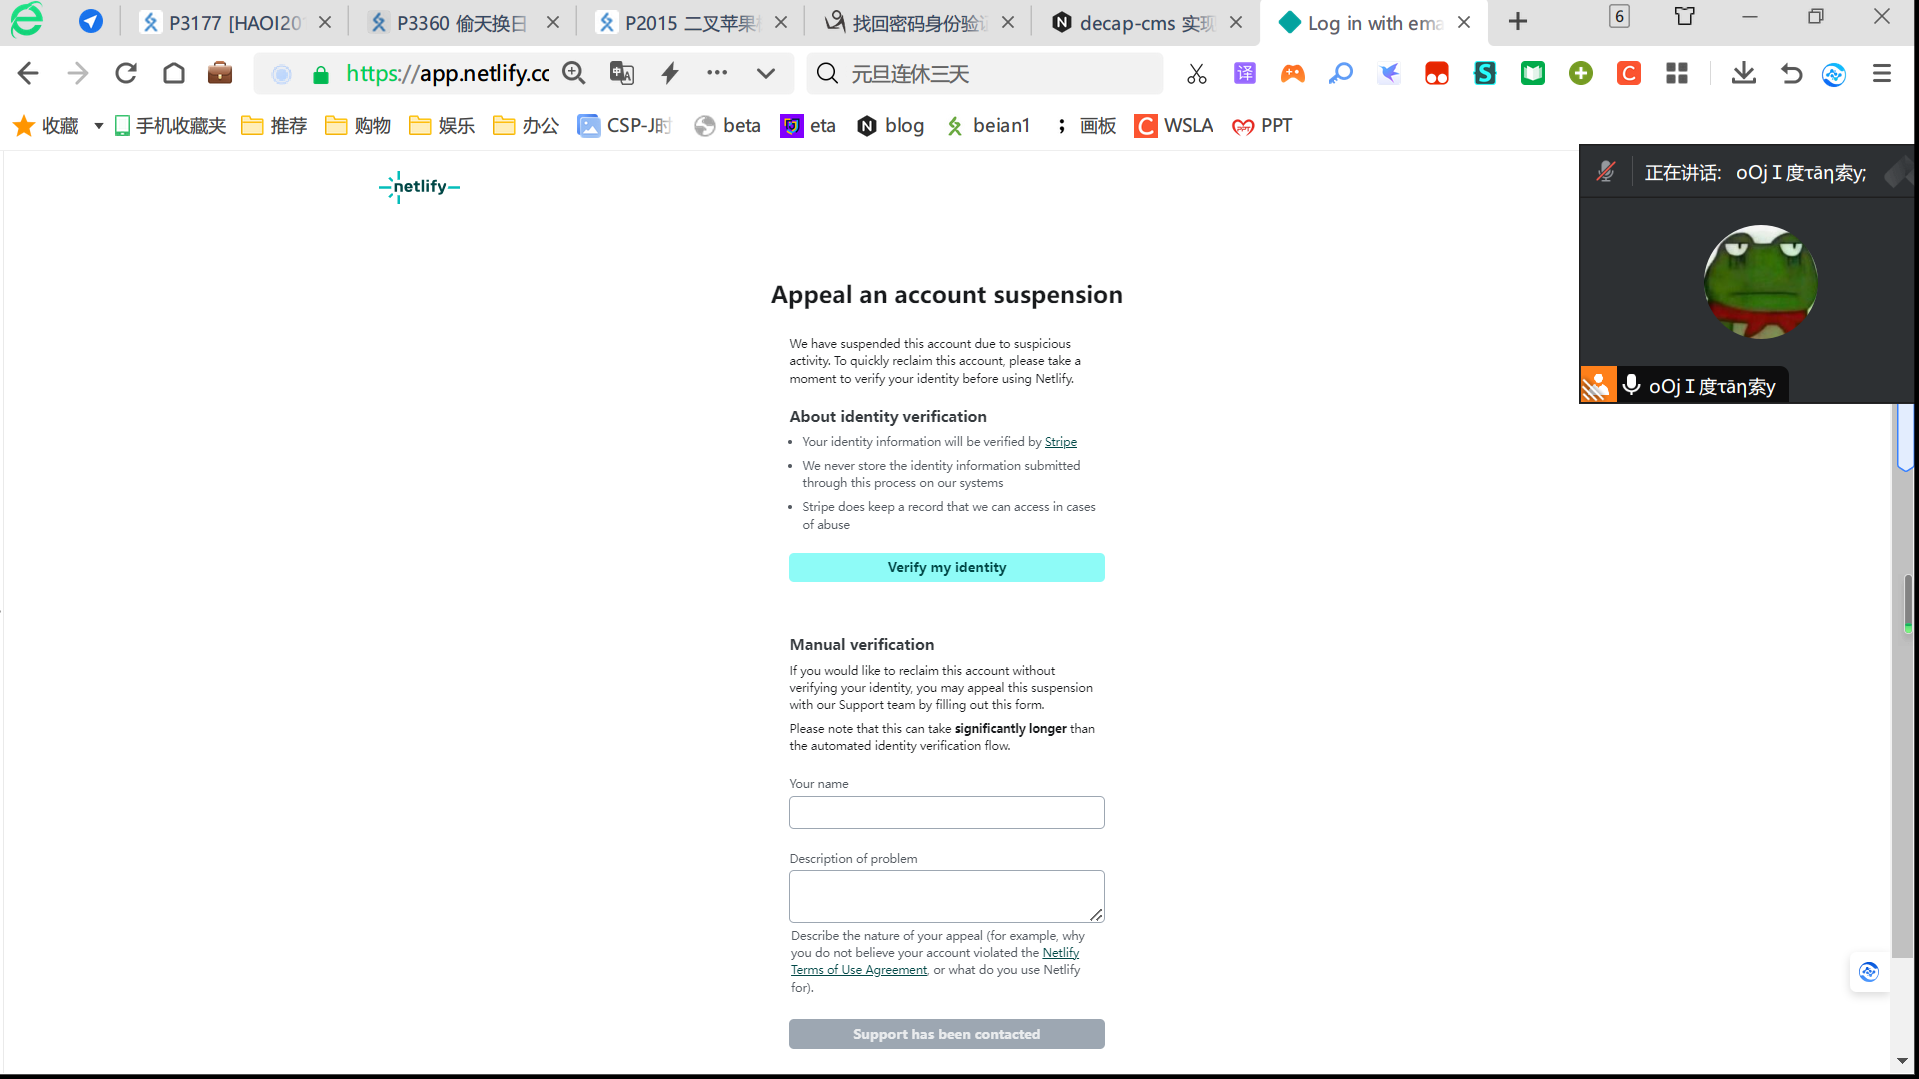 P3177 [HAOI20
P3360 偷天换日
P2015 二叉苹果
找回密码身份验
decap-cms 实现
Log in with ema
6
https://app.netlify.cc
元旦连休三天
译
S
C
收藏
手机收藏夹
推荐
购物
娱乐
办公
CSP-J时
beta
eta
blog
beian1
画板
C WSLA
PPT
netlify
正在讲话: oOj I 度τāη索y;
oOj I 度τāη索y
Appeal an account suspension
We have suspended this account due to suspicious
activity. To quickly reclaim this account, please take a
moment to verify your identity before using Netlify.
About identity verification
• Your identity information will be verified by Stripe
• We never store the identity information submitted
through this process on our systems
• Stripe does keep a record that we can access in cases
of abuse
Verify my identity
Manual verification
If you would like to reclaim this account without
verifying your identity, you may appeal this suspension
with our Support team by filling out this form.
Please note that this can take significantly longer than
the automated identity verification flow.
Your name
Description of problem
Describe the nature of your appeal (for example, why
you do not believe your account violated the Netlify
Terms of Use Agreement, or what do you use Netlify
for).
Support has been contacted